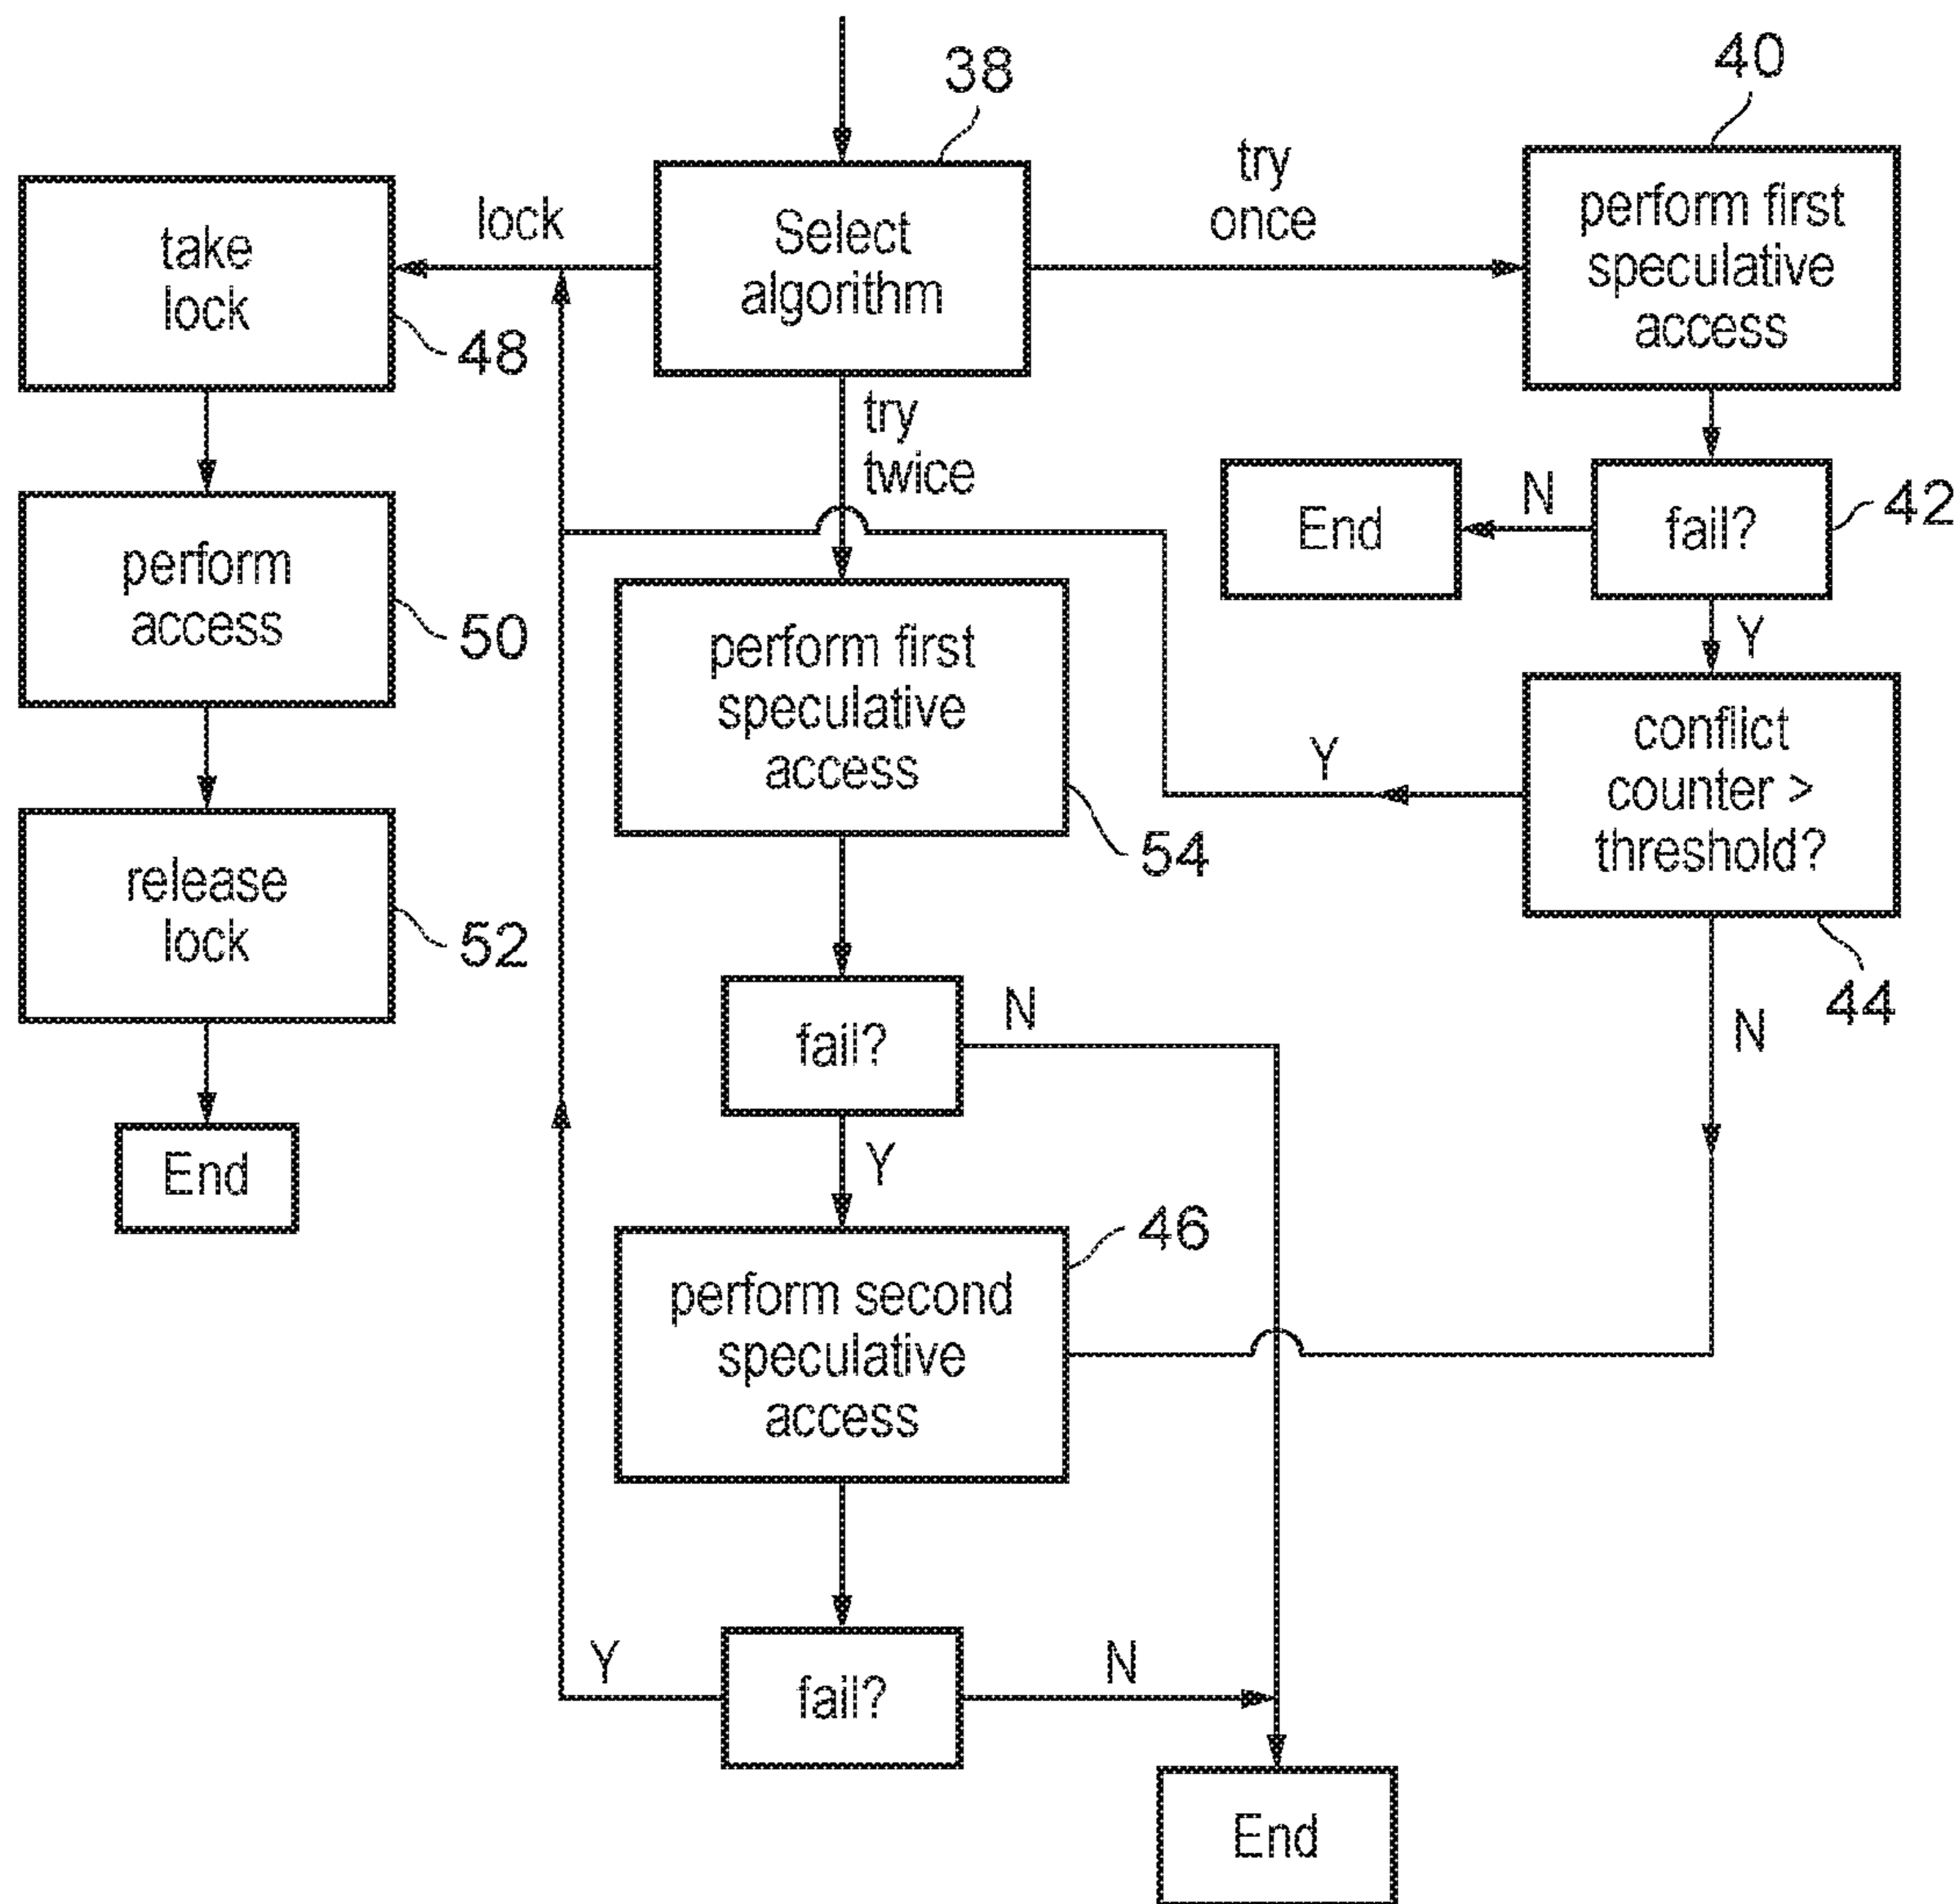 38
40
take
lock
48
lock
Select
algorithm
try
once
perform first
speculative
access
try
twice
End
N
fail?
42
Y
perform
access
50
perform first
speculative
access
54
Y
conflict
counter >
threshold?
44
N
release
lock
52
End
fail?
N
Y
46
perform second
speculative
access
Y
fail?
N
End